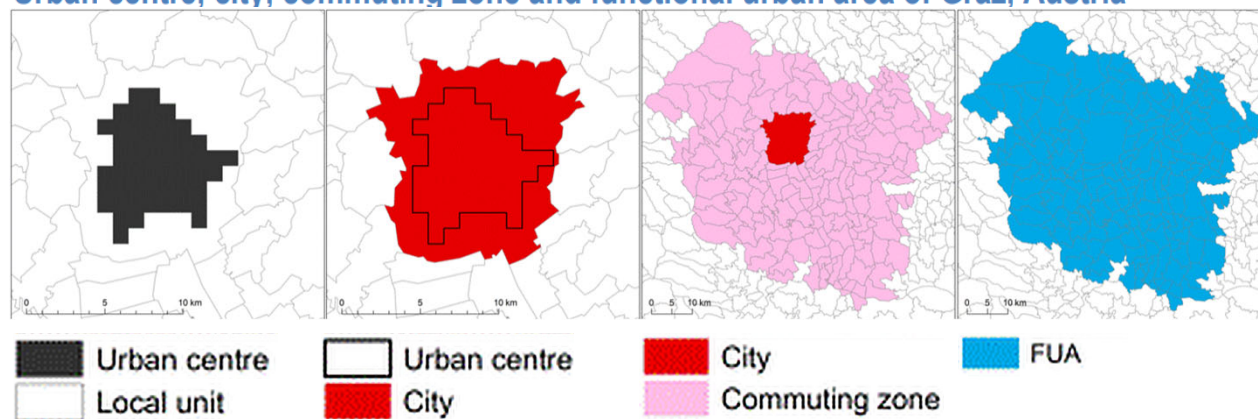 Urban centre, city, commuting zone and functional urban area of Graz, Austria
0 5 10 km
0 5 10 km
0 5 10 km
0 5 10 km
Urban centre
Local unit
Urban centre
City
City
Commuting zone
FUA